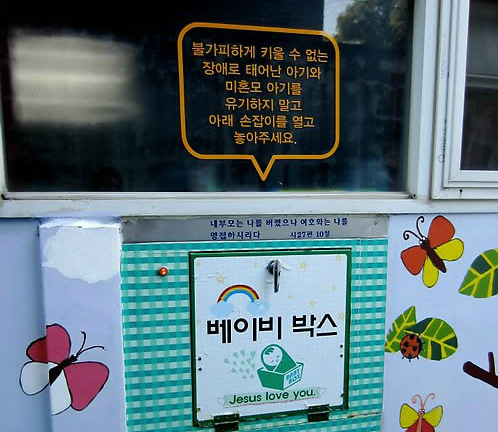 불가피하게 키울 수 없는
장애로 태어난 아기와
미혼모 아기를
유기하지 말고
아래 손잡이를 열고
놓아주세요.
내부모는 나를 버렸으나 여호와는 나를
영접하시리다 시27편 10절
베이비 박스
BABY BOX
Jesus love you.